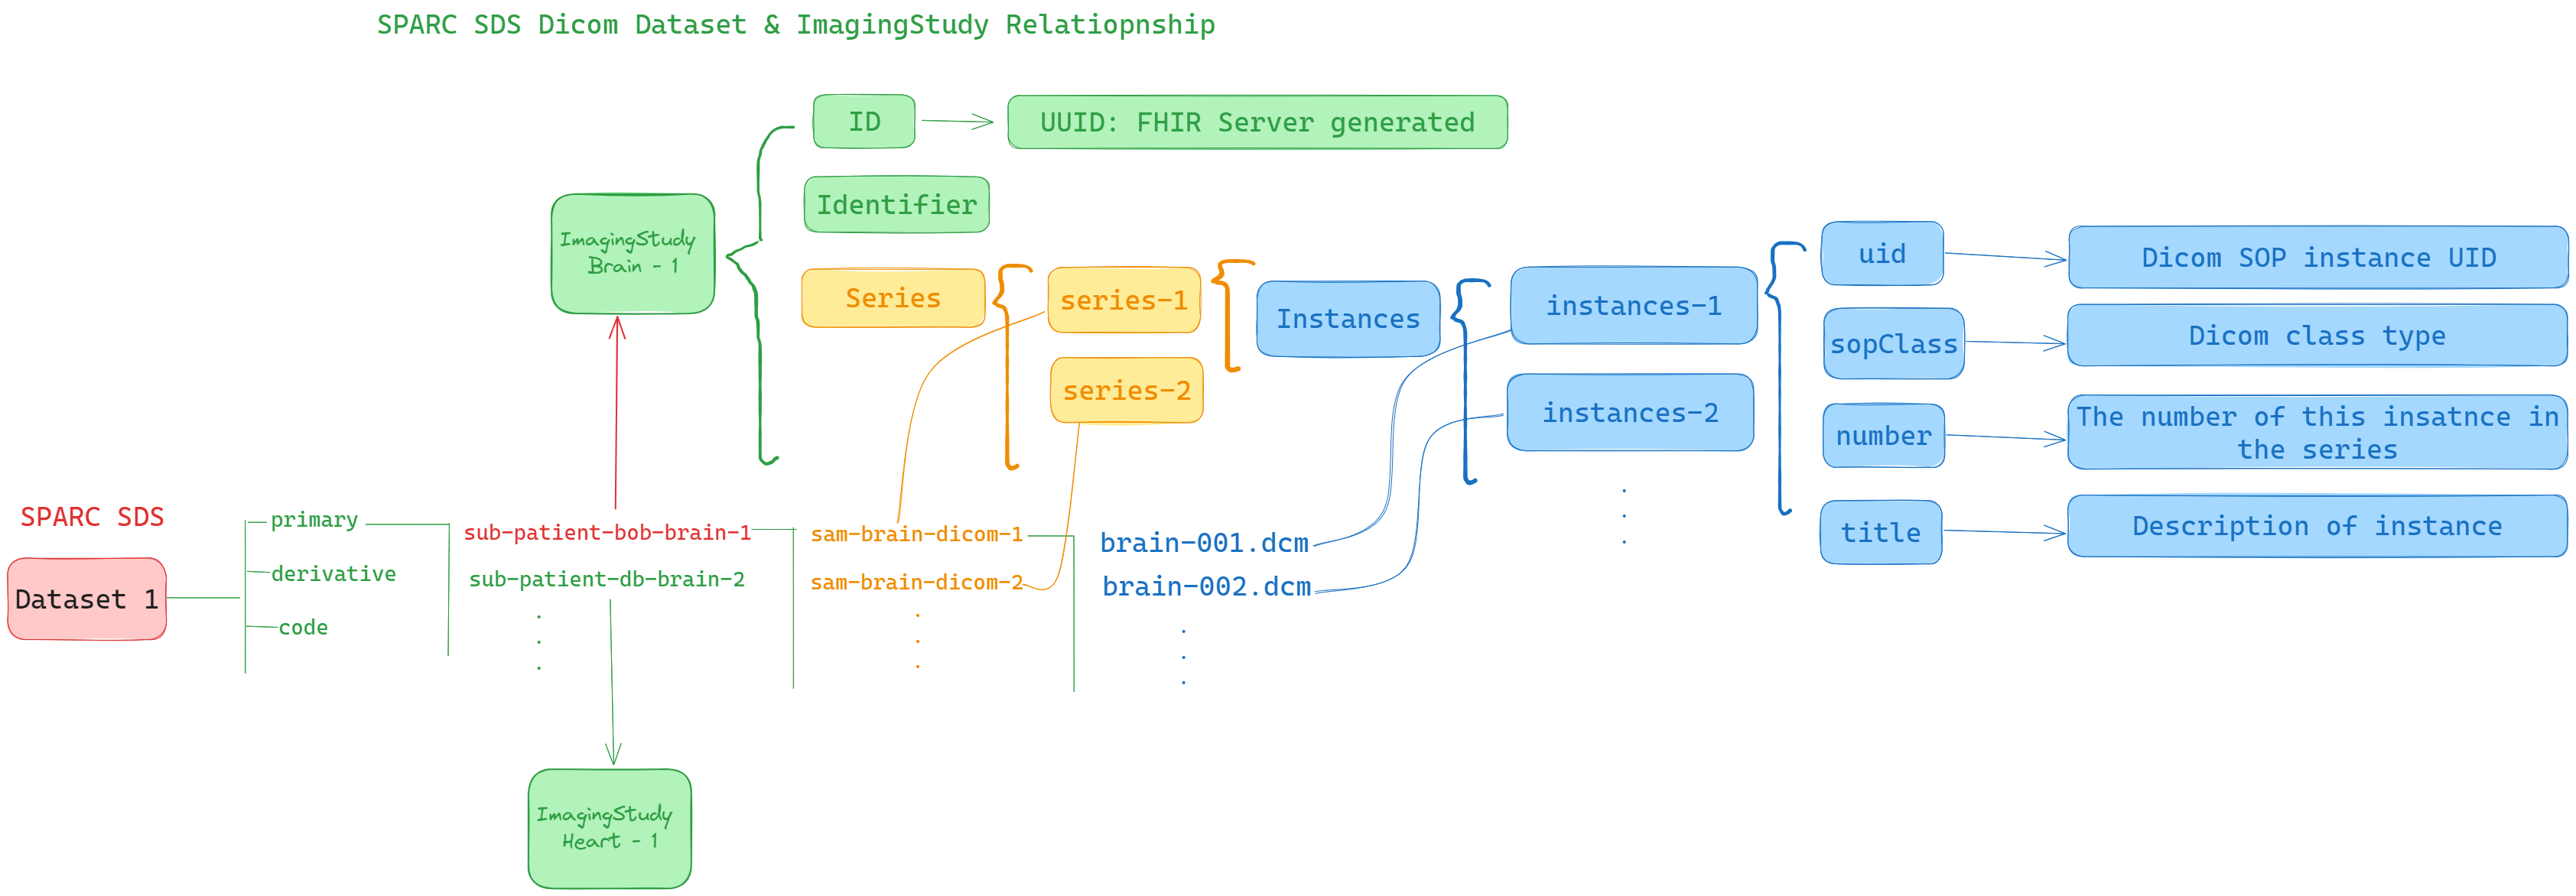 SPARC SDS Dicom Dataset & ImagingStudy Relatiopnship
ID
UUID: FHIR Server generated
Identifier
ImagingStudy
Brain - 1
Series
series-1
series-2
Instances
instances-1
instances-2
.
.
.
uid
Dicom SOP instance UID
sopClass
Dicom class type
number
The number of this insatnce in
the series
title
Description of instance
SPARC SDS
Dataset 1
primary
derivative
code
sub-patient-bob-brain-1
sub-patient-db-brain-2
.
.
.
sam-brain-dicom-1
sam-brain-dicom-2
.
.
.
brain-001.dcm
brain-002.dcm
.
.
.
ImagingStudy
Heart - 1